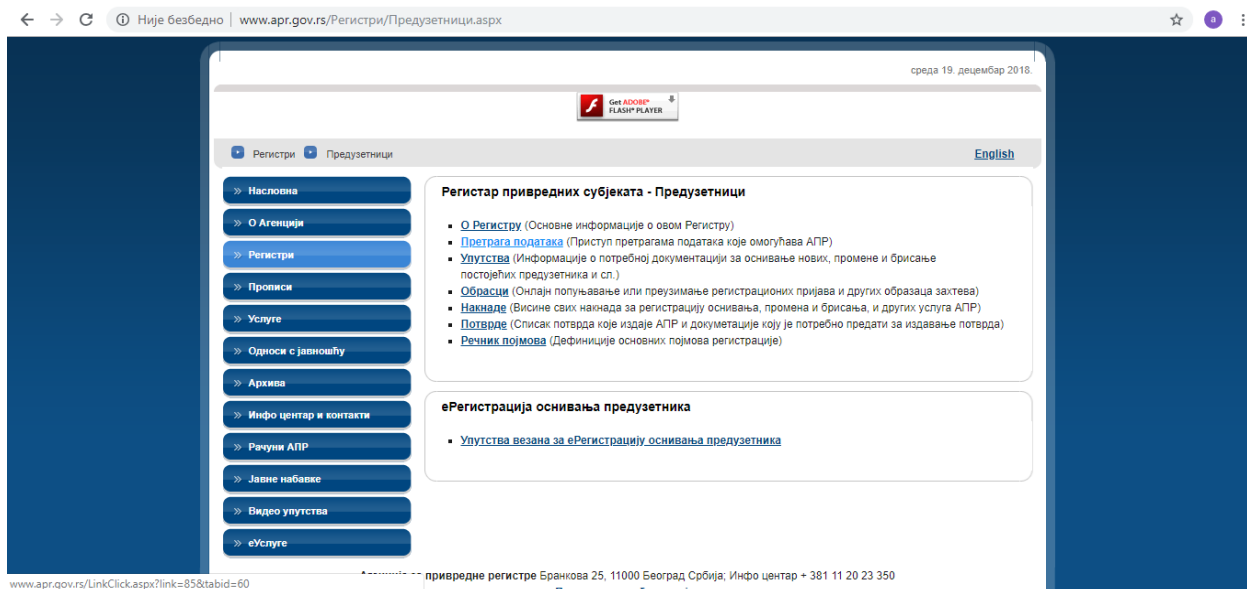 Није безбедно | www.apr.gov.rs/Регистри/Предузетници.aspx
a
среда 19. децембар 2018.
Get ADOBE®
FLASH® PLAYER
Регистри Предузетници
English
» Насловна
» О Агенцији
» Регистри
» Прописи
» Услуге
» Односи с јавношћу
» Архива
» Инфо центар и контакти
» Рачуни АПР
» Јавне набавке
» Видео упутства
» еУслуге
Регистар привредних субјеката - Предузетници
О Регистру (Основне информације о овом Регистру)
Претрага података (Приступ претрагама података које омогућава АПР)
Упутства (Информације о потребној документацији за оснивање нових, промене и брисање
постојећих предузетника и сл.)
Обрасци (Онлајн попуњавање или преузимање регистрационих пријава и других образаца захтева)
Накнаде (Висине свих накнада за регистрацију оснивања, промена и брисања, и других услуга АПР)
Потврде (Списак потврда које издаје АПР и докуметације коју је потребно предати за издавање потврда)
Речник појмова (Дефиниције основних појмова регистрације)
еРегистрација оснивања предузетника
Упутства везана за еРегистрацију оснивања предузетника
привредне регистре Бранкова 25, 11000 Београд Србија; Инфо центар + 381 11 20 23 350
www.apr.gov.rs/LinkClick.aspx?link=85&tabid=60